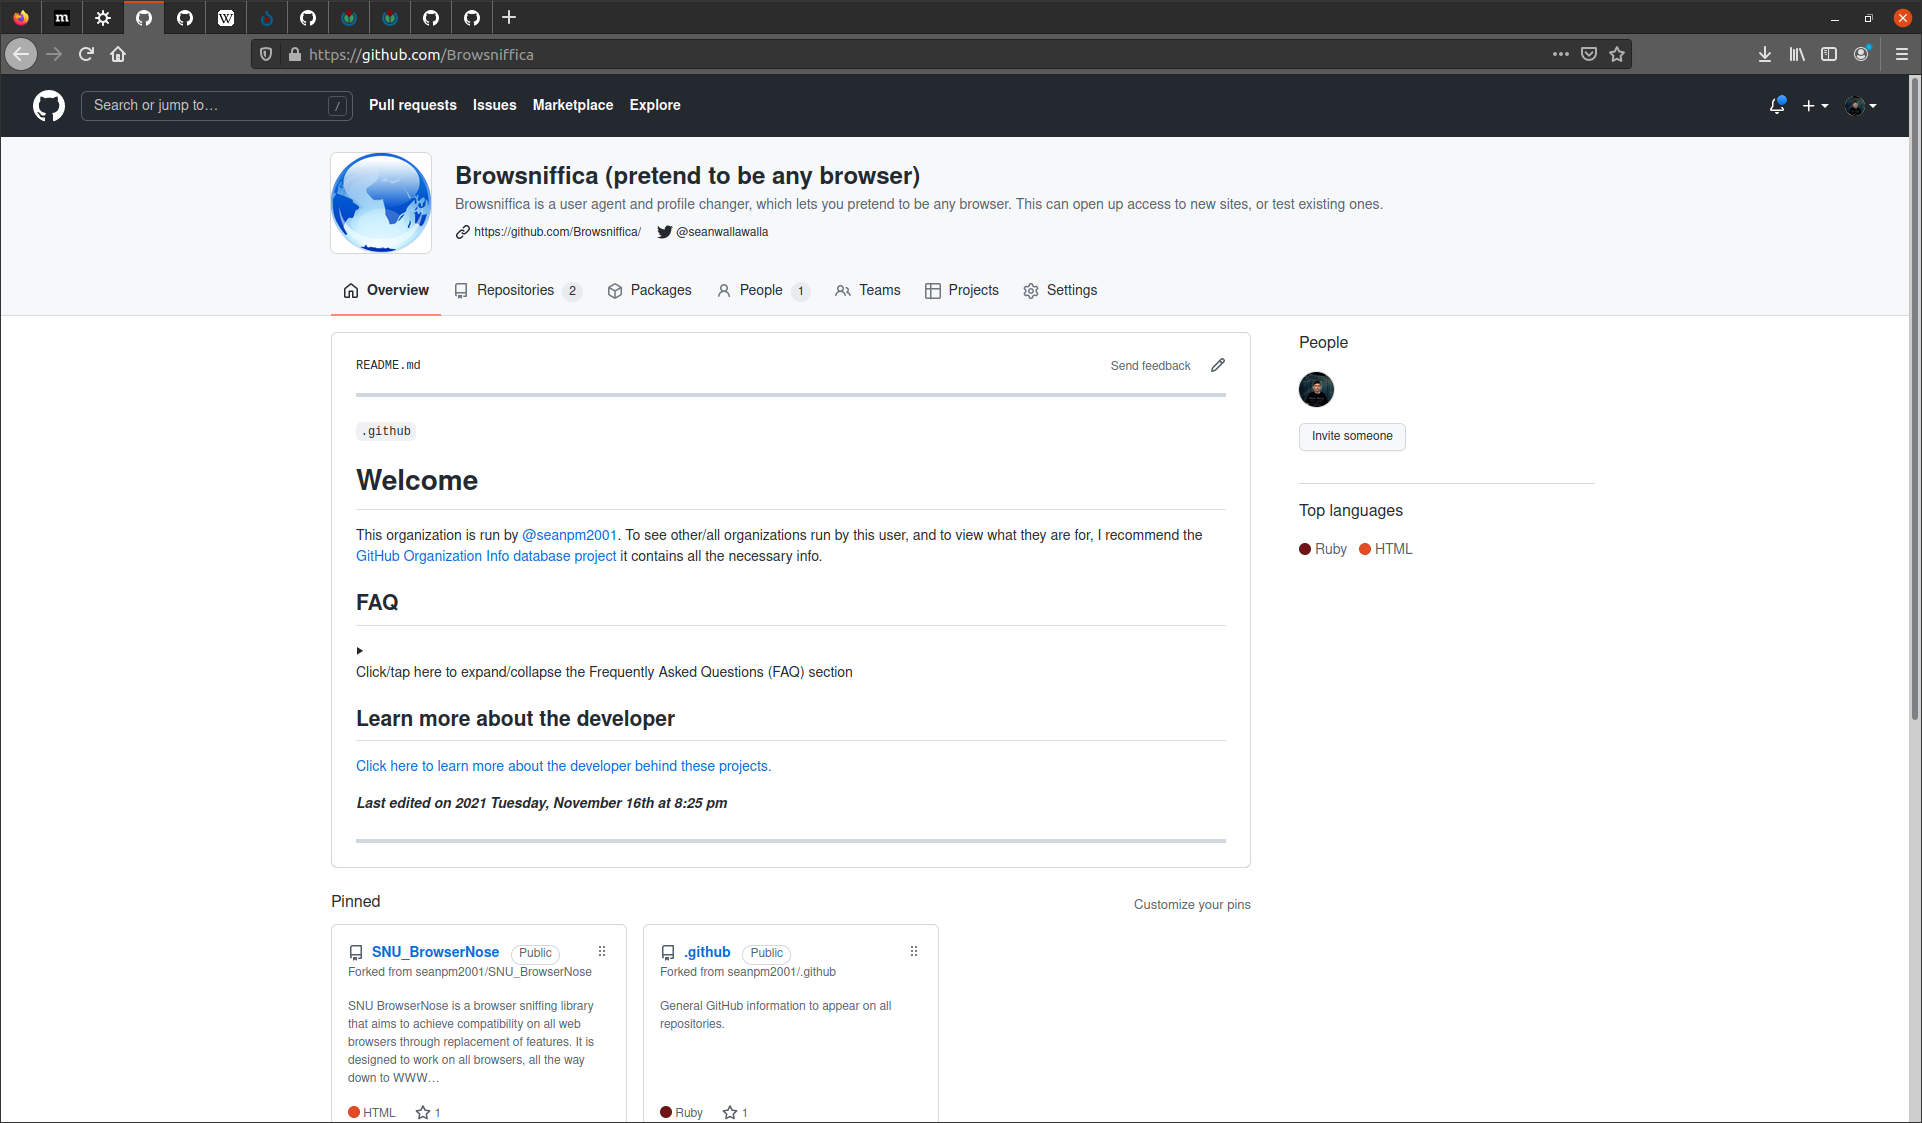 m
W
https://github.com/Browsniffica
Search or jump to… /
Pull requests Issues Marketplace Explore
Browsniffica (pretend to be any browser)
Browsniffica is a user agent and profile changer, which lets you pretend to be any browser. This can open up access to new sites, or test existing ones.
https://github.com/Browsniffica/ @seanwallawalla
Overview Repositories 2 Packages People 1 Teams Projects Settings
README.md Send feedback
.github
Welcome
This organization is run by @seanpm2001. To see other/all organizations run by this user, and to view what they are for, I recommend the
GitHub Organization Info database project it contains all the necessary info.
FAQ
Click/tap here to expand/collapse the Frequently Asked Questions (FAQ) section
Learn more about the developer
Click here to learn more about the developer behind these projects.
Last edited on 2021 Tuesday, November 16th at 8:25 pm
People
Invite someone
Top languages
Ruby HTML
Pinned Customize your pins
SNU_BrowserNose Public
Forked from seanpm2001/SNU_BrowserNose
SNU BrowserNose is a browser sniffing library
that aims to achieve compatibility on all web
browsers through replacement of features. It is
designed to work on all browsers, all the way
down to WWW…
HTML 1
.github Public
Forked from seanpm2001/.github
General GitHub information to appear on all
repositories.
Ruby 1